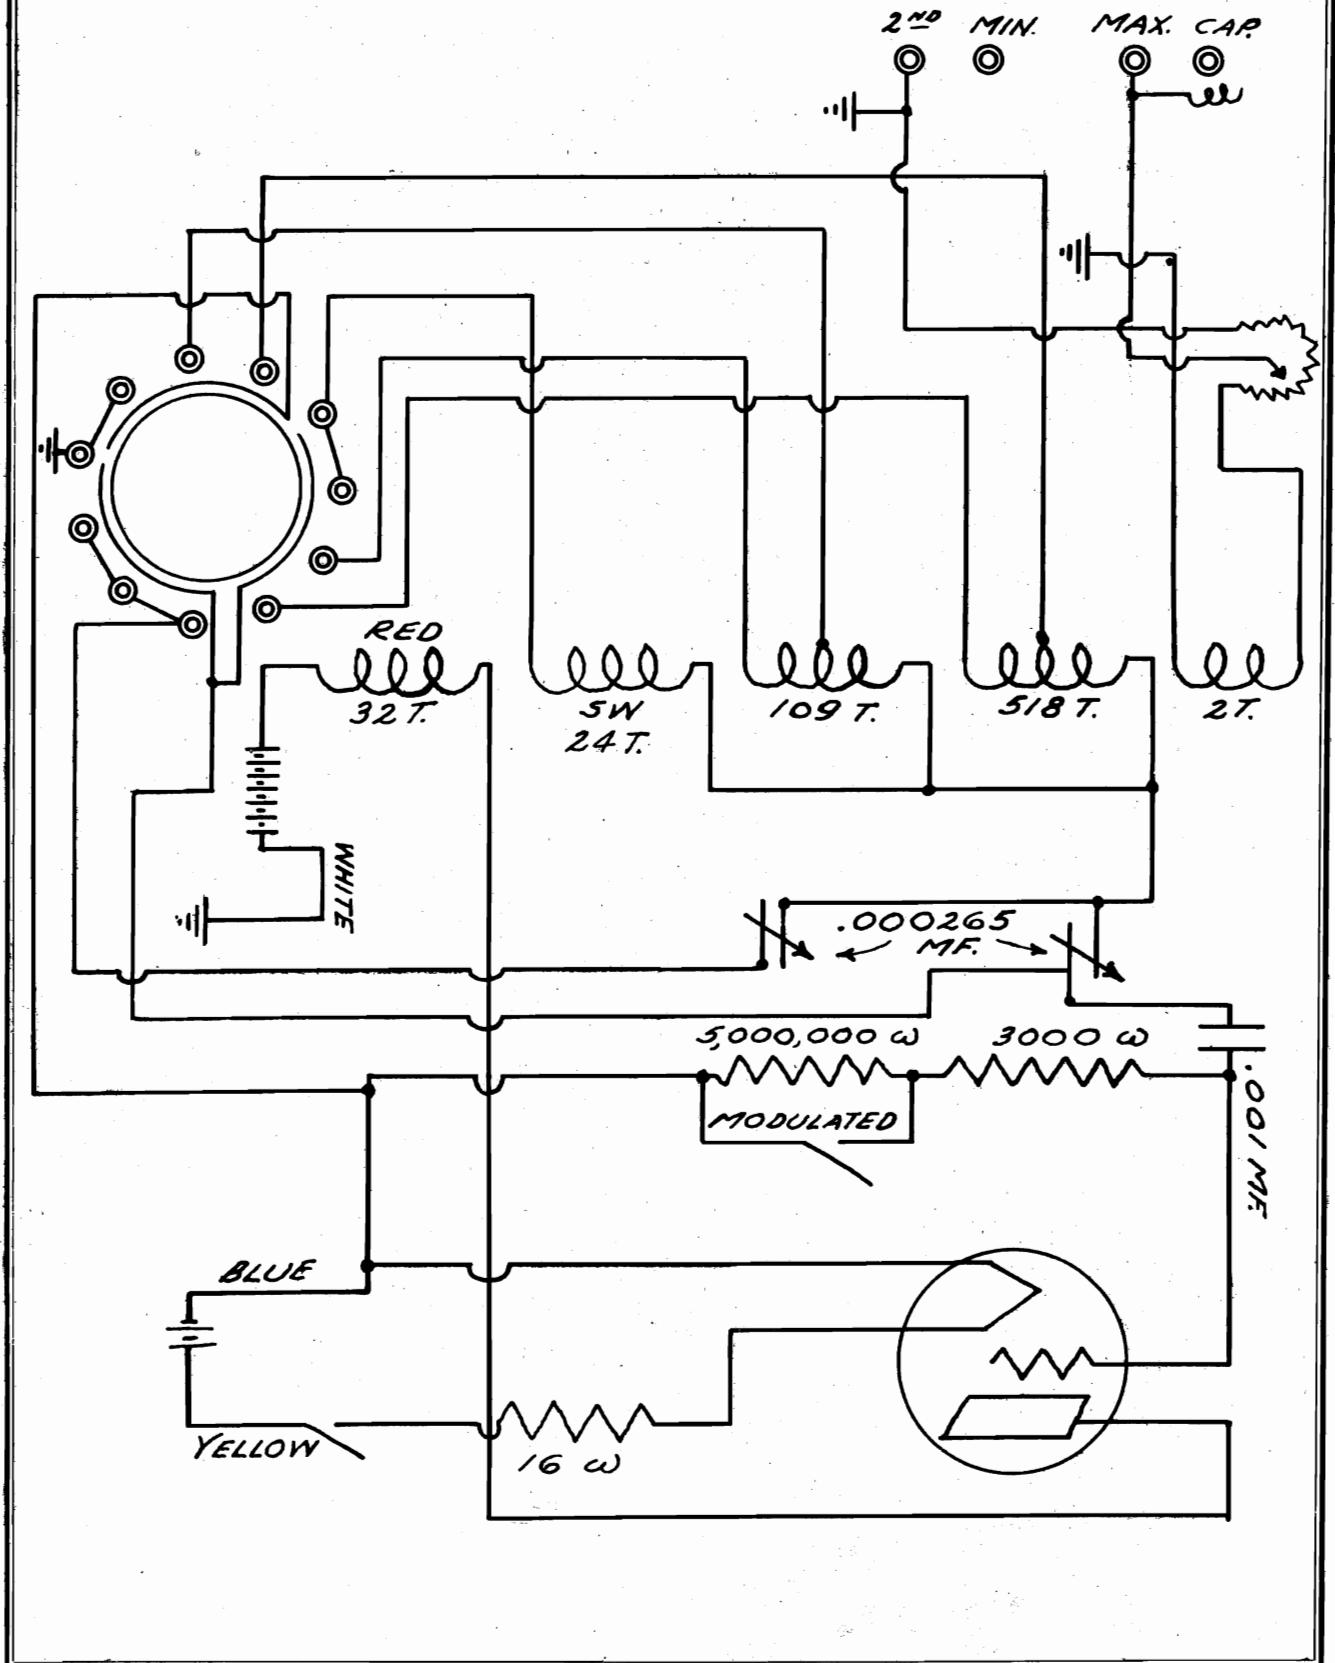 2ND MIN. MAX. CAP.
RED
32 T.
SW
24 T.
109 T.
518 T.
2 T.
WHITE
.000265
MF.
5,000,000 ω
3000 ω
MODULATED
.001 MF.
BLUE
YELLOW
16 ω